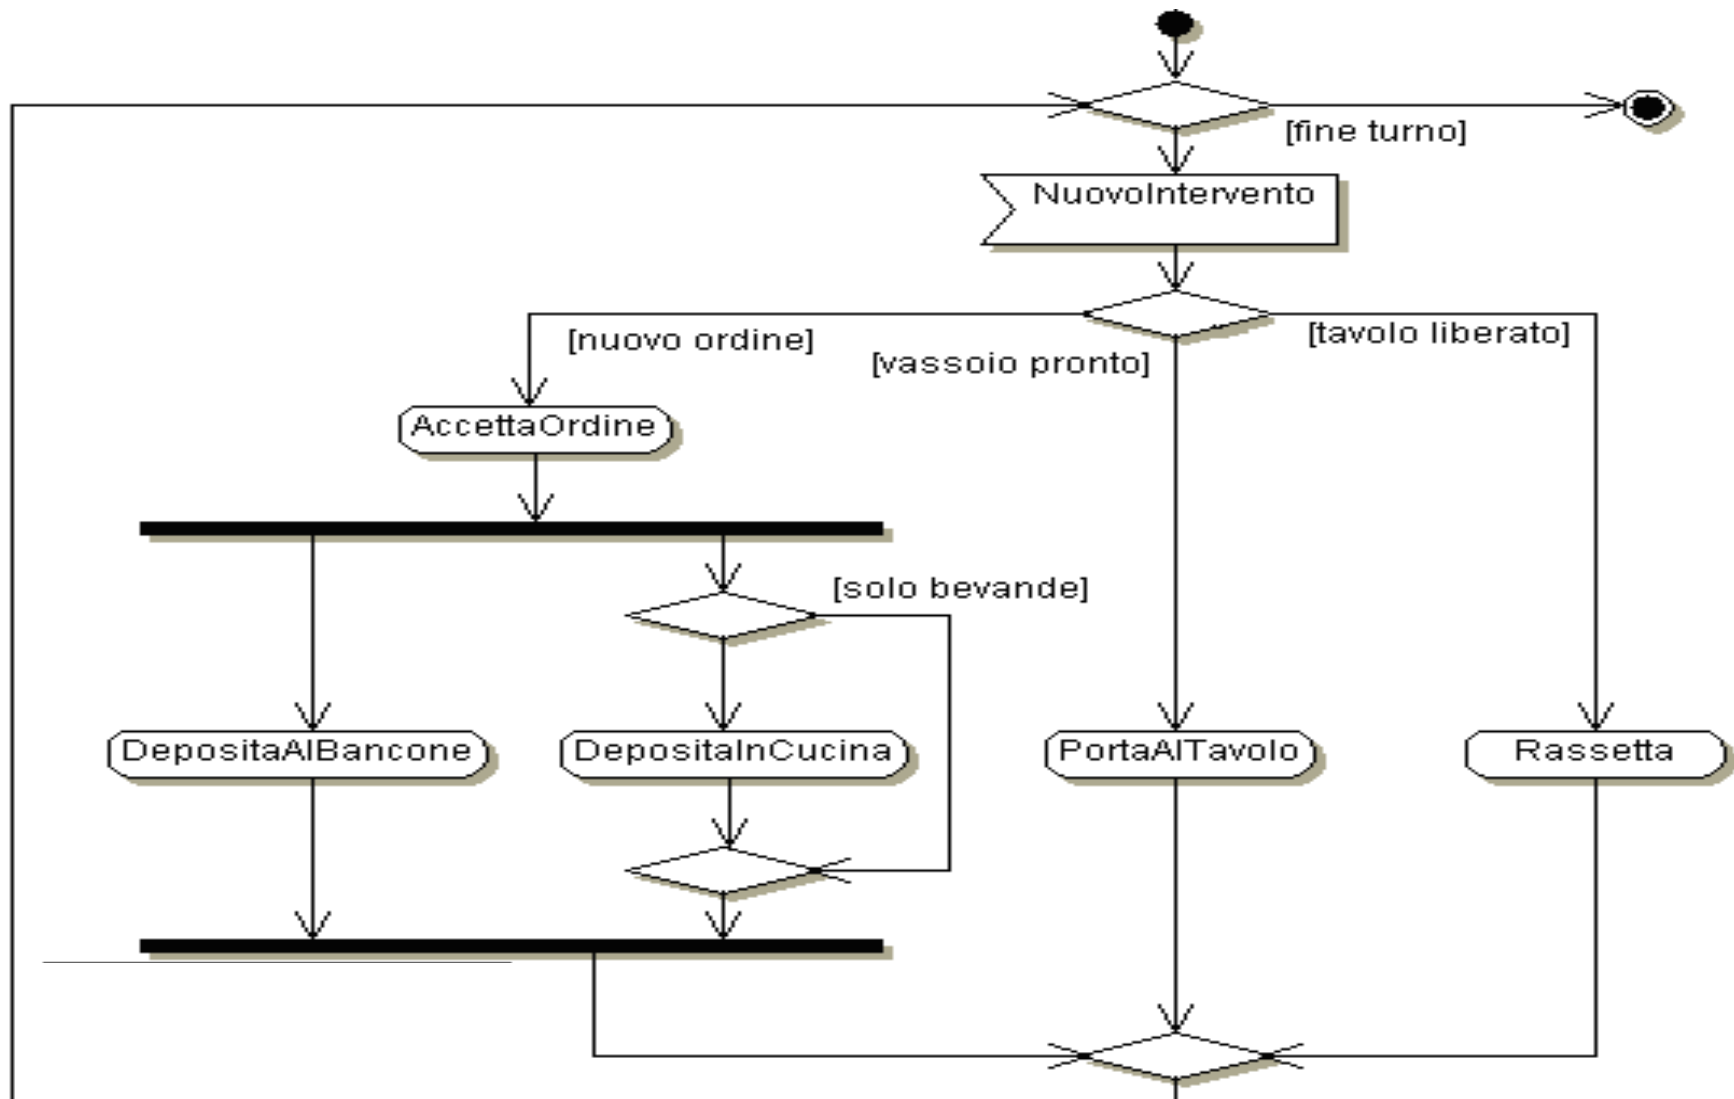 [fine turno]
NuovoIntervento
[nuovo ordine]
[vassoio pronto]
[tavolo liberato]
AccettaOrdine
[solo bevande]
DepositaAlBancone
DepositaInCucina
PortaAlTavolo
Rassetta